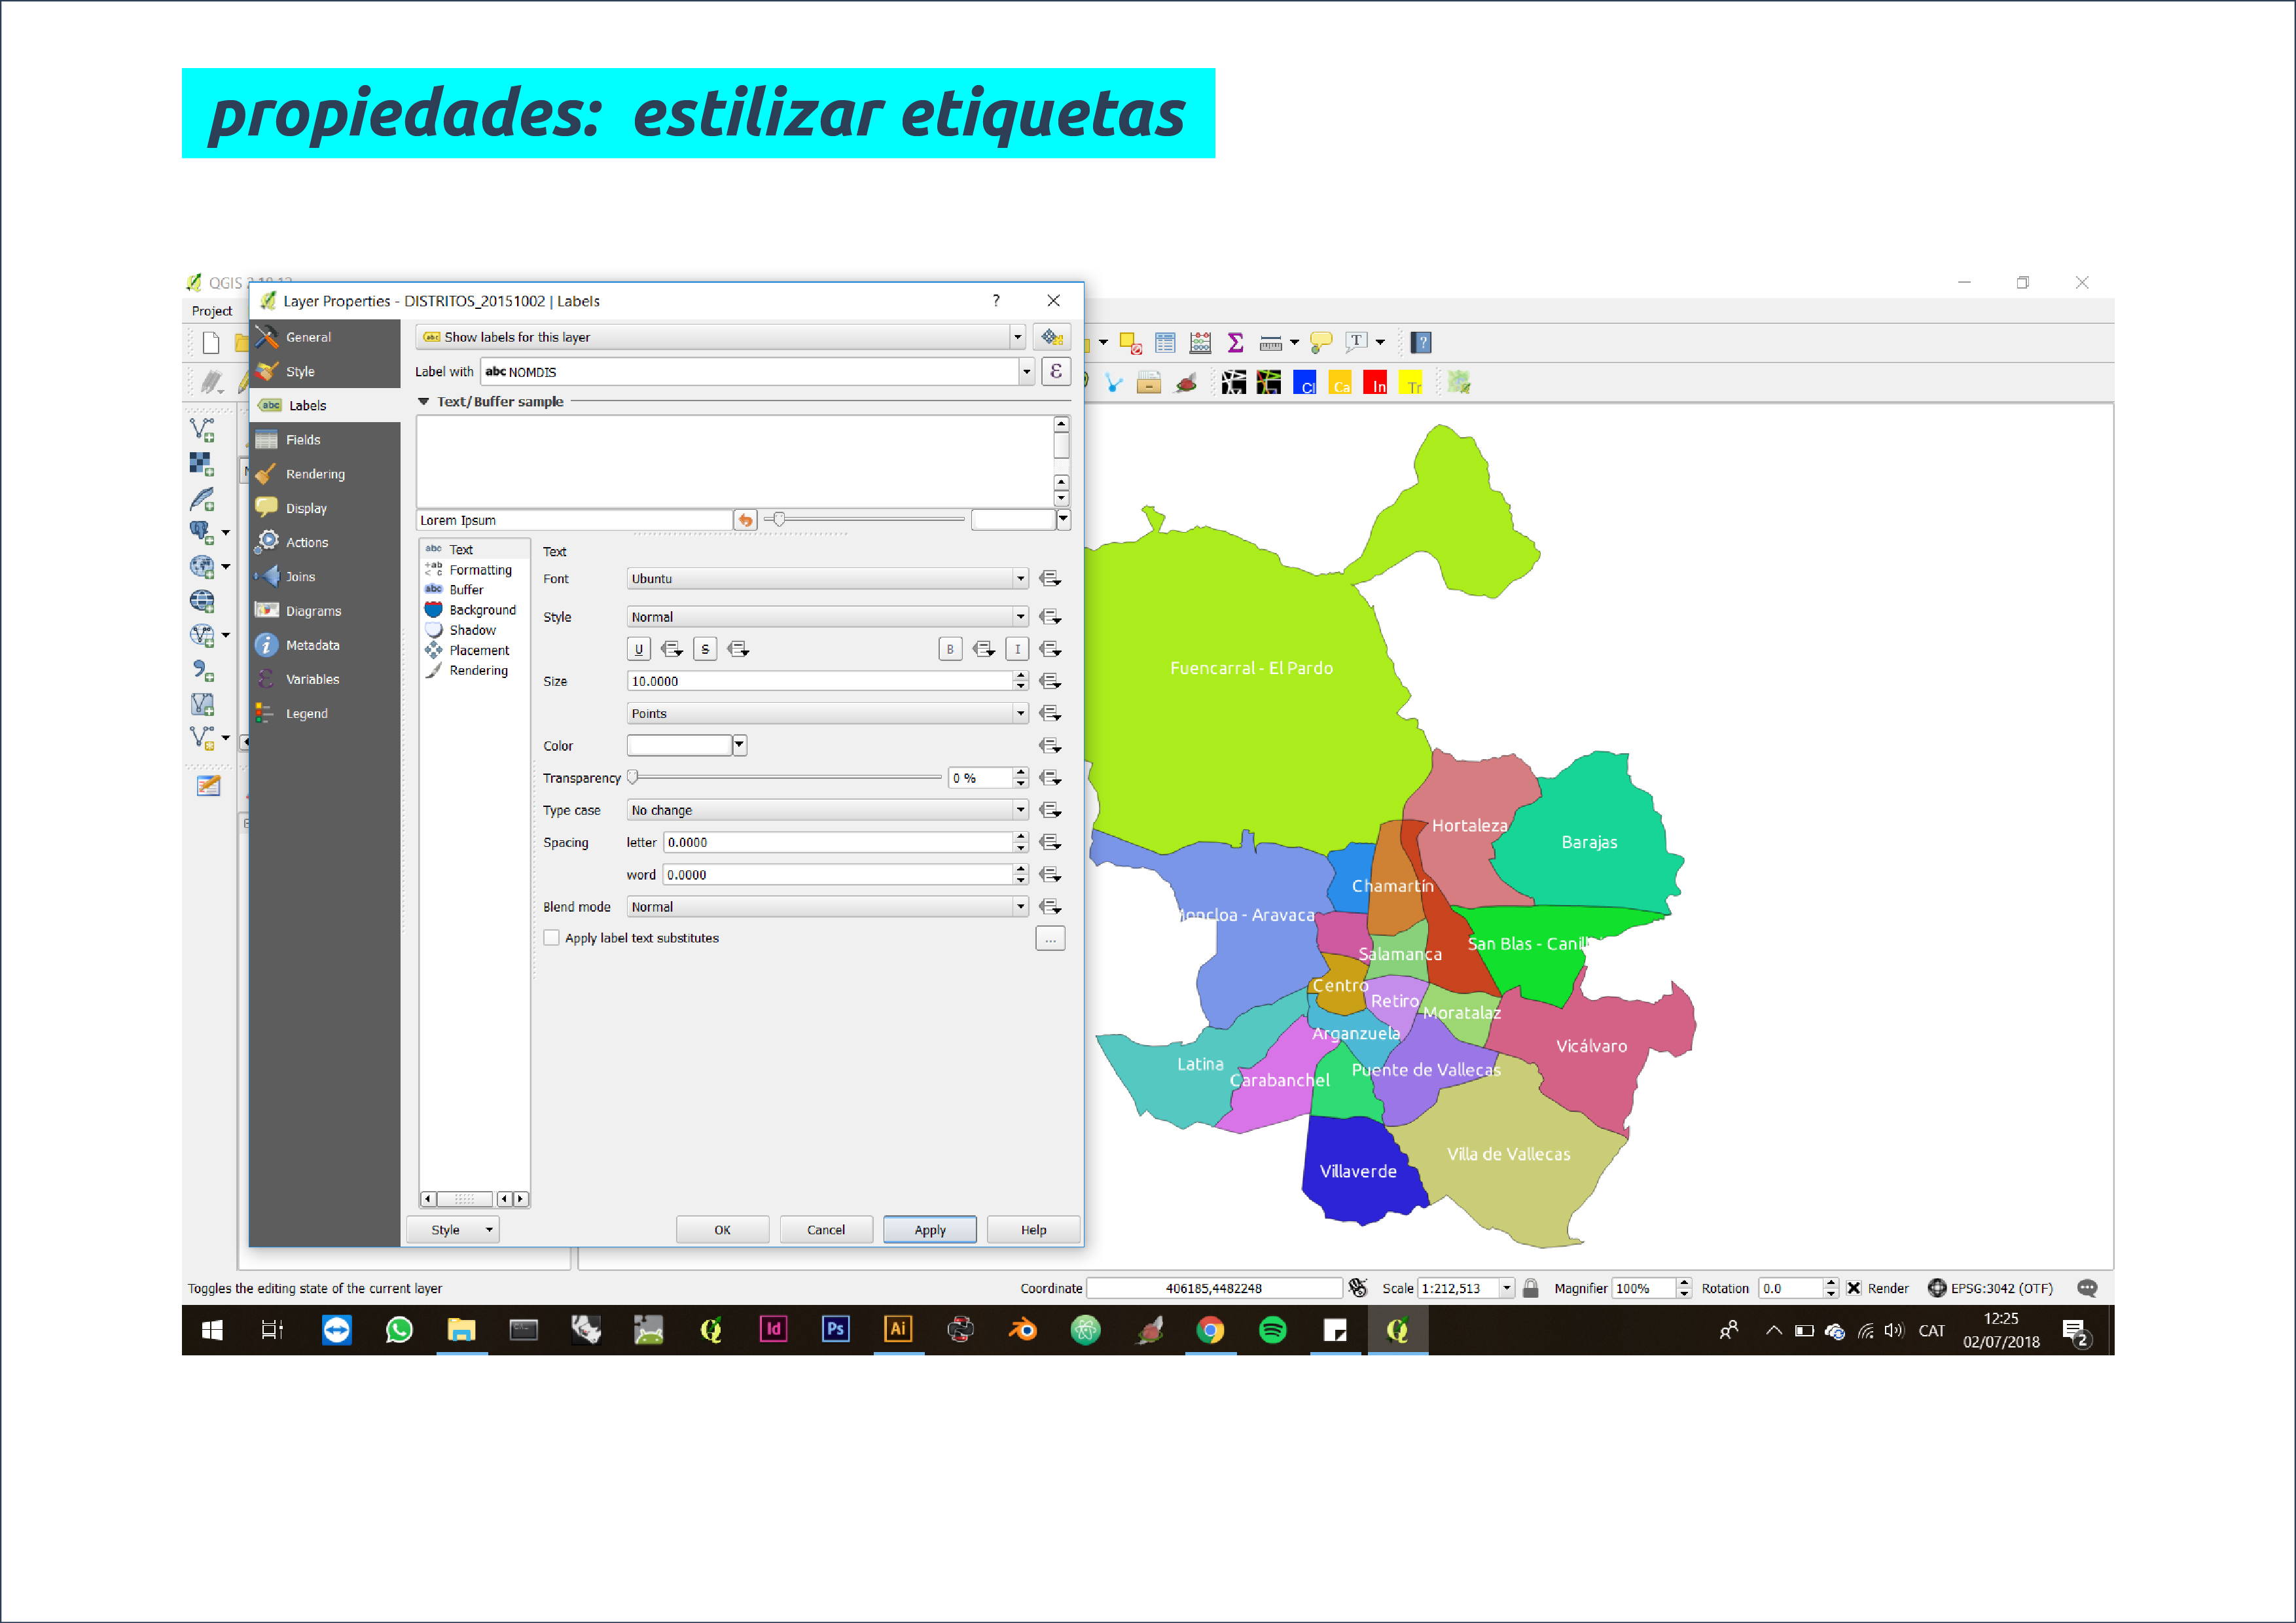 propiedades: estilizar etiquetas
QGIS
Layer Properties - DISTRITOS_20151002 | Labels
?
Project
General
Style
Labels
Fields
Rendering
Display
Actions
Joins
Diagrams
Metadata
Variables
Legend
Show labels for this layer
Label with abc NOMDIS ε
Text/Buffer sample
Lorem Ipsum
Text
Formatting
Buffer
Background
Shadow
Placement
Rendering
Text
Font Ubuntu
Style Normal
U S B I
Size 10.0000
Points
Color
Transparency 0 %
Type case No change
Spacing letter 0.0000
word 0.0000
Blend mode Normal
Apply label text substitutes ...
Style OK Cancel Apply Help
Cl Ca In Tr
Fuencarral - El Pardo
Hortaleza
Barajas
Chamartín
Moncloa - Aravaca
San Blas - Canill
Salamanca
Centro
Retiro
Moratalaz
Arganzuela
Vicálvaro
Latina
Puente de Vallecas
Carabanchel
Villa de Vallecas
Villaverde
Toggles the editing state of the current layer
Coordinate 406185,4482248 Scale 1:212,513 Magnifier 100% Rotation 0.0 Render EPSG:3042 (OTF)
Id Ps Ai
CAT
12:25
02/07/2018
2